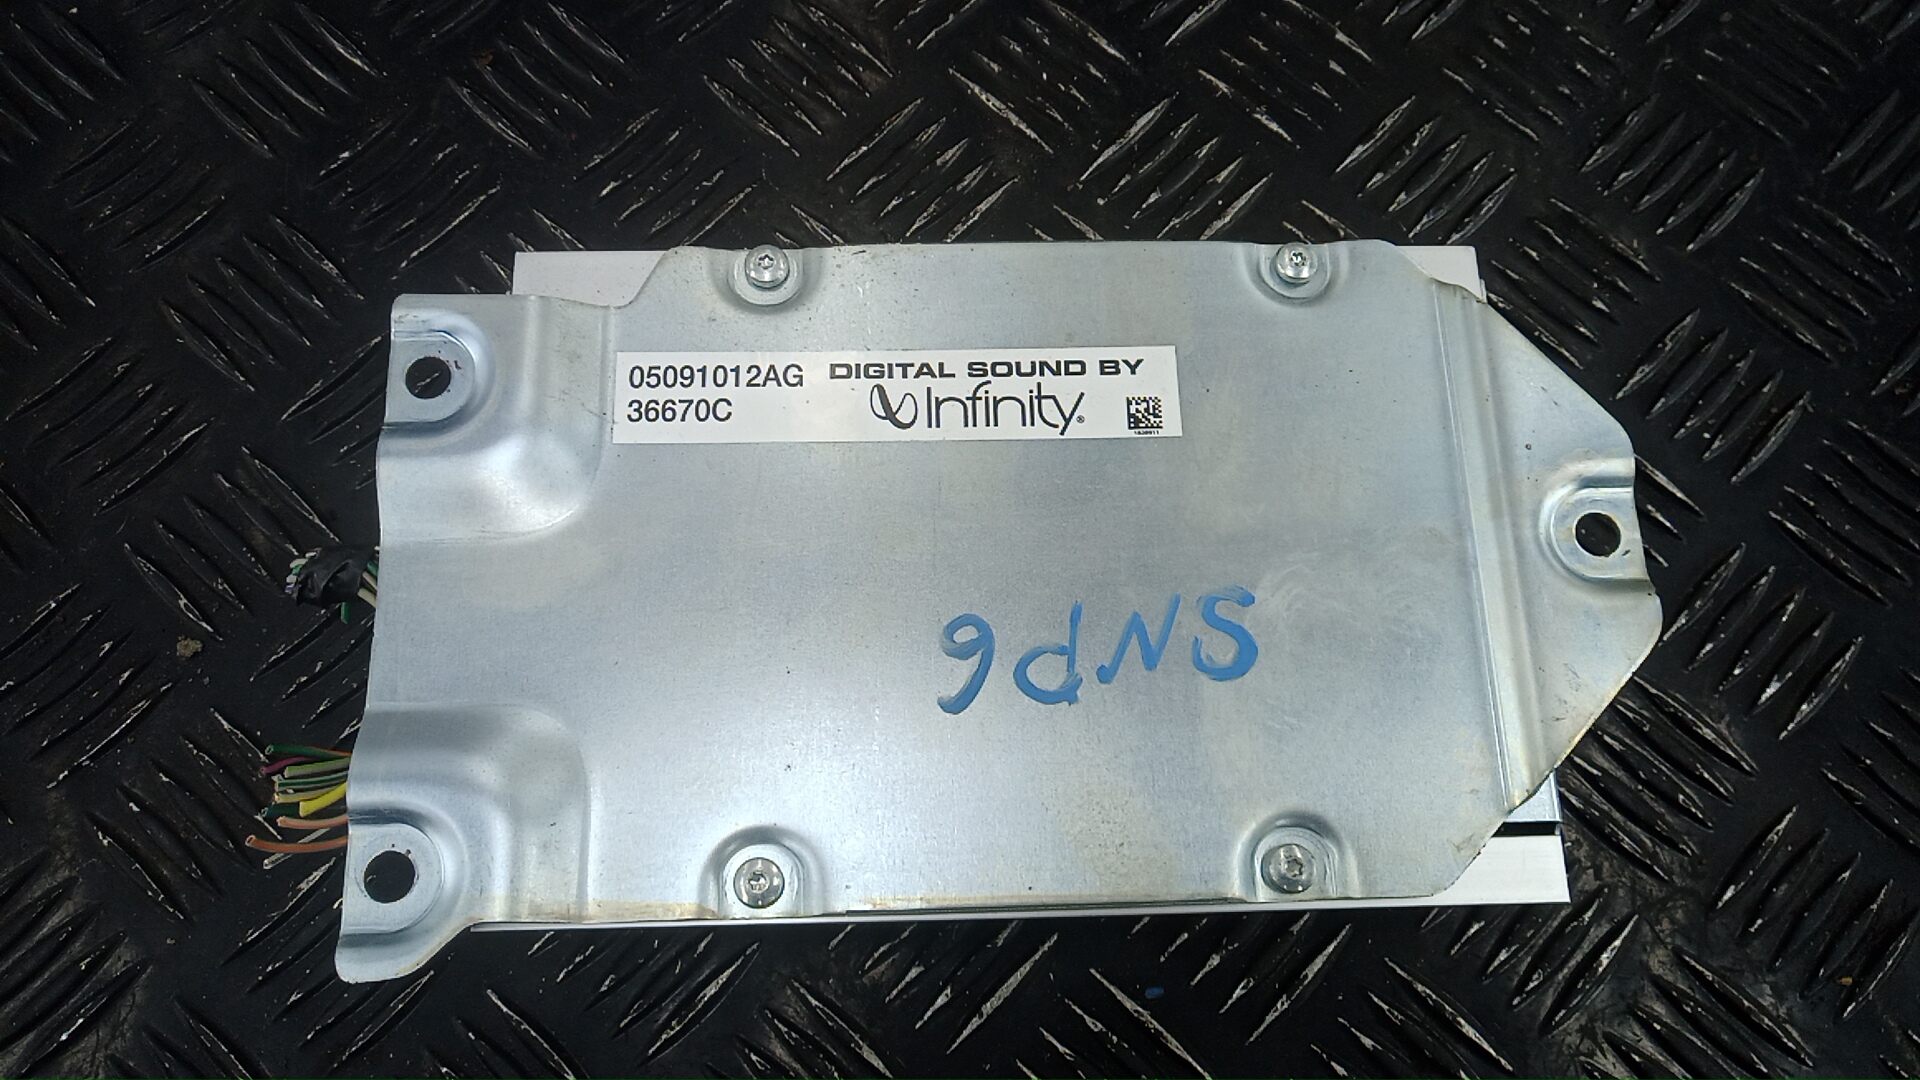 05091012AG
36670C
DIGITAL SOUND BY
Infinity®
SNP6